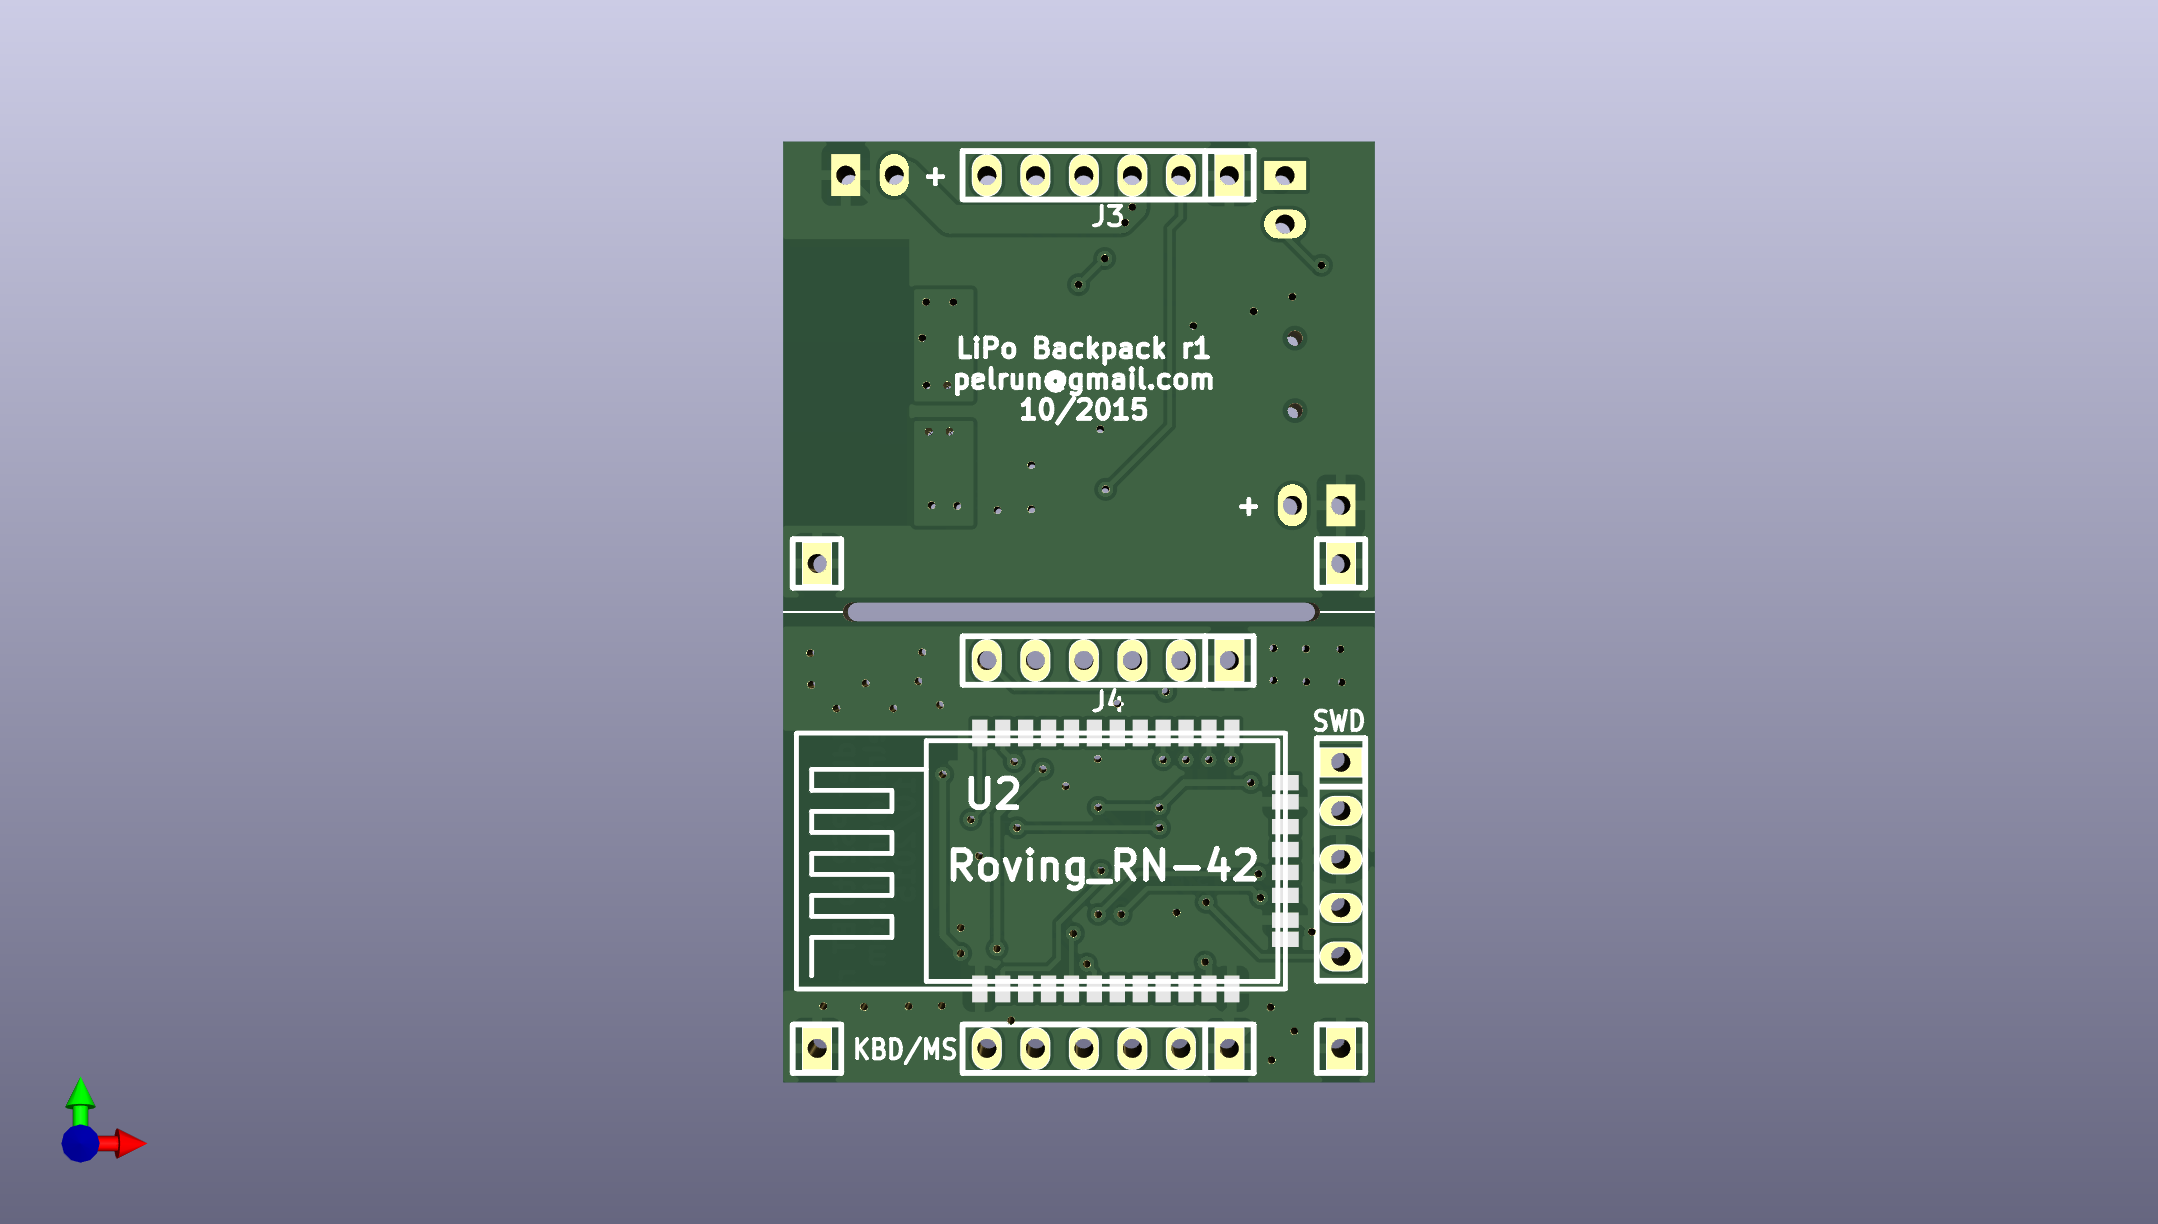 +
J3
LiPo Backpack r1
pelrun@gmail.com
10/2015
+
J4
SWD
U2
Roving_RN-42
KBD/MS